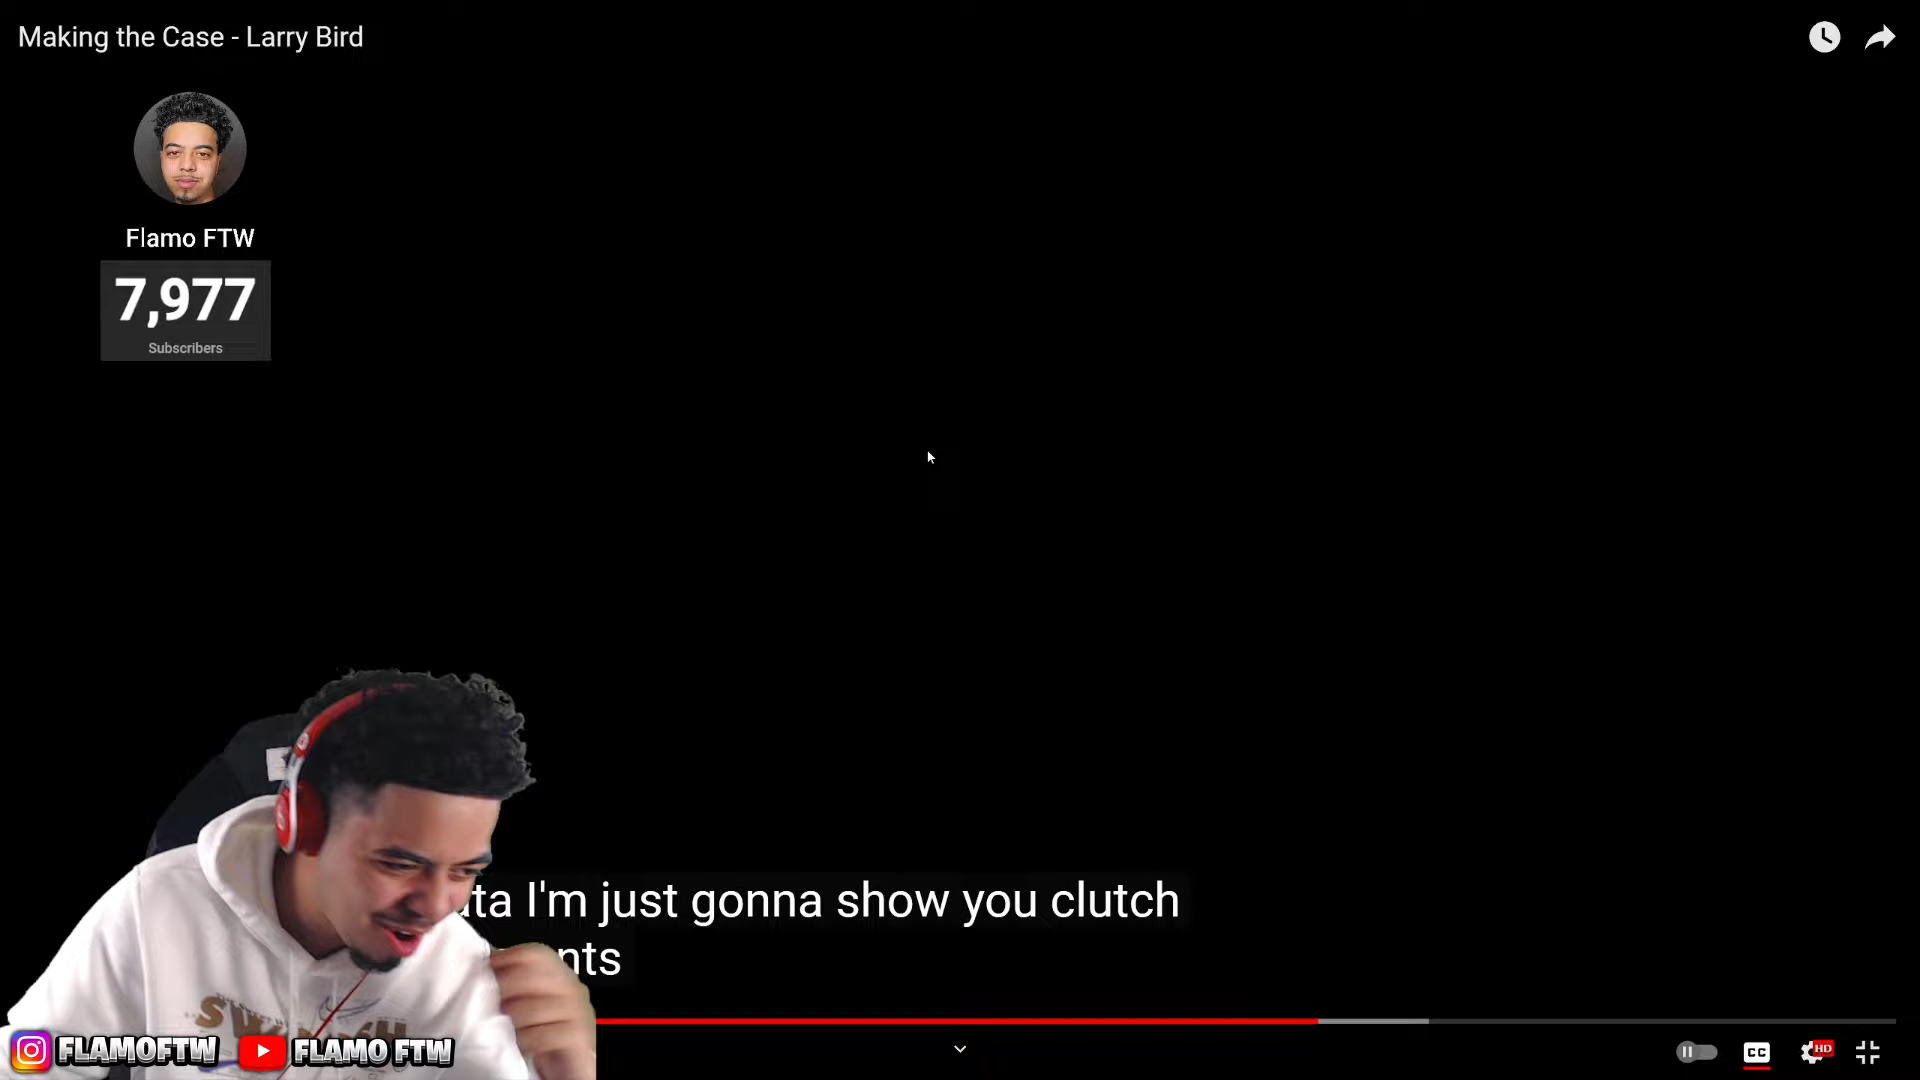 Making the Case - Larry Bird
Flamo FTW
7,977
Subscribers
I'm just gonna show you clutch
FLAMOFTW
FLAMO FTW
CC
HD